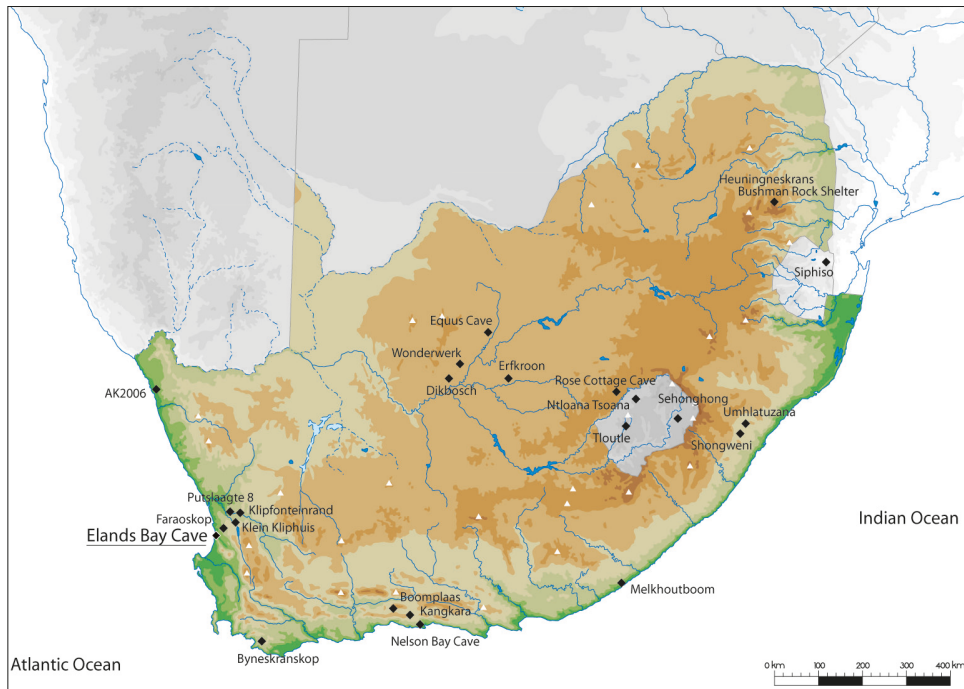 Heuningneskrans
Bushman Rock Shelter
Siphiso
Equus Cave
Wonderwerk
Erfkroon
Dikbosch
Rose Cottage Cave
AK2006
Ntloana Tsoana
Sehonghong
Umhlatuzana
Tloutle
Shongweni
Putslaagte 8
Klipfonteinrand
Faraoskop
Klein Kliphuis
Elands Bay Cave
Indian Ocean
Melkhoutboom
Boomplaas
Kangkara
Nelson Bay Cave
Byneskranskop
Atlantic Ocean
0 km 100 200 300 400 km